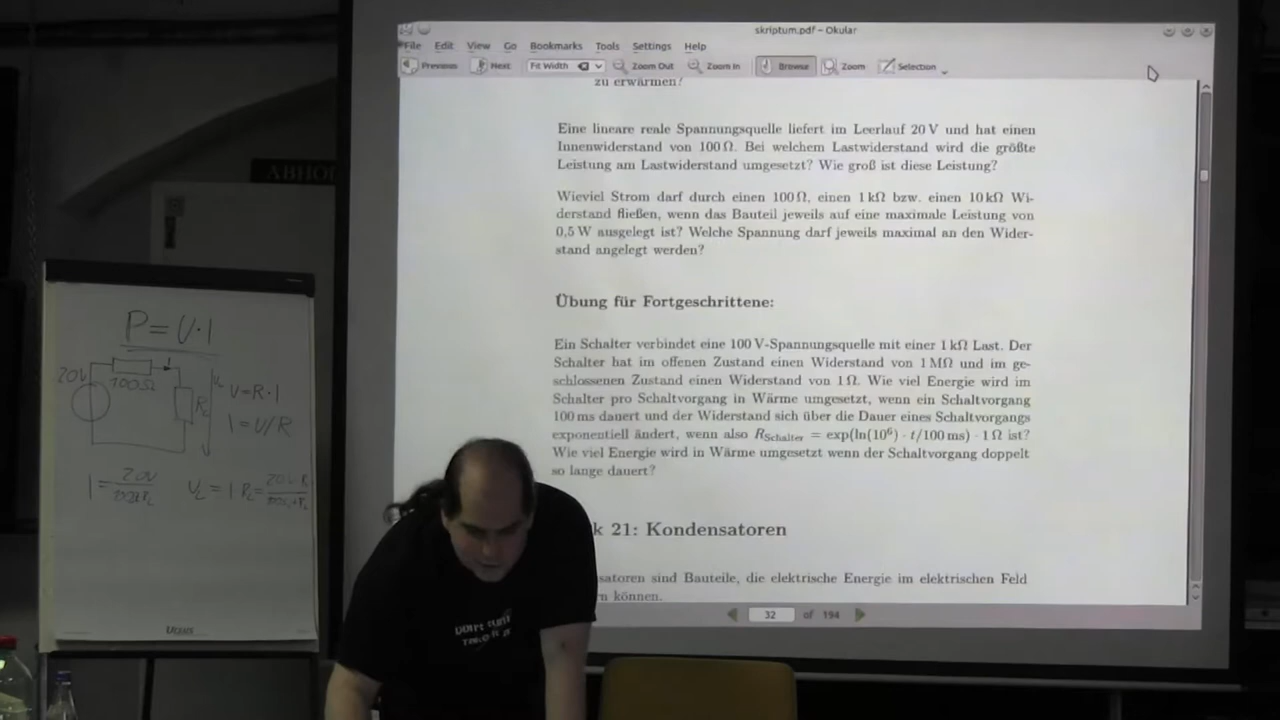 skriptum.pdf – Okular
File Edit View Go Bookmarks Tools Settings Help
Previous Next Fit Width Zoom Out Zoom In Browse Zoom Selection
zu erwärmen?
Eine lineare reale Spannungsquelle liefert im Leerlauf 20 V und hat einen
Innenwiderstand von 100 Ω. Bei welchem Lastwiderstand wird die größte
Leistung am Lastwiderstand umgesetzt? Wie groß ist diese Leistung?
Wieviel Strom darf durch einen 100 Ω, einen 1 kΩ bzw. einen 10 kΩ Wi-
derstand fließen, wenn das Bauteil jeweils auf eine maximale Leistung von
0,5 W ausgelegt ist? Welche Spannung darf jeweils maximal an den Wider-
stand angelegt werden?
Übung für Fortgeschrittene:
Ein Schalter verbindet eine 100 V-Spannungsquelle mit einer 1 kΩ Last. Der
Schalter hat im offenen Zustand einen Widerstand von 1 MΩ und im ge-
schlossenen Zustand einen Widerstand von 1 Ω. Wie viel Energie wird im
Schalter pro Schaltvorgang in Wärme umgesetzt, wenn ein Schaltvorgang
100 ms dauert und der Widerstand sich über die Dauer eines Schaltvorgangs
exponentiell ändert, wenn also R_Schalter = exp(ln(10⁶) · t/100 ms) · 1 Ω ist?
Wie viel Energie wird in Wärme umgesetzt wenn der Schaltvorgang doppelt
so lange dauert?
k 21: Kondensatoren
satoren sind Bauteile, die elektrische Energie im elektrischen Feld
n können.
32 of 194
ABHO
P = U·I
20V
100Ω
R_L
U=R·I
I=U/R
I = 20V
U_L = I R_L =